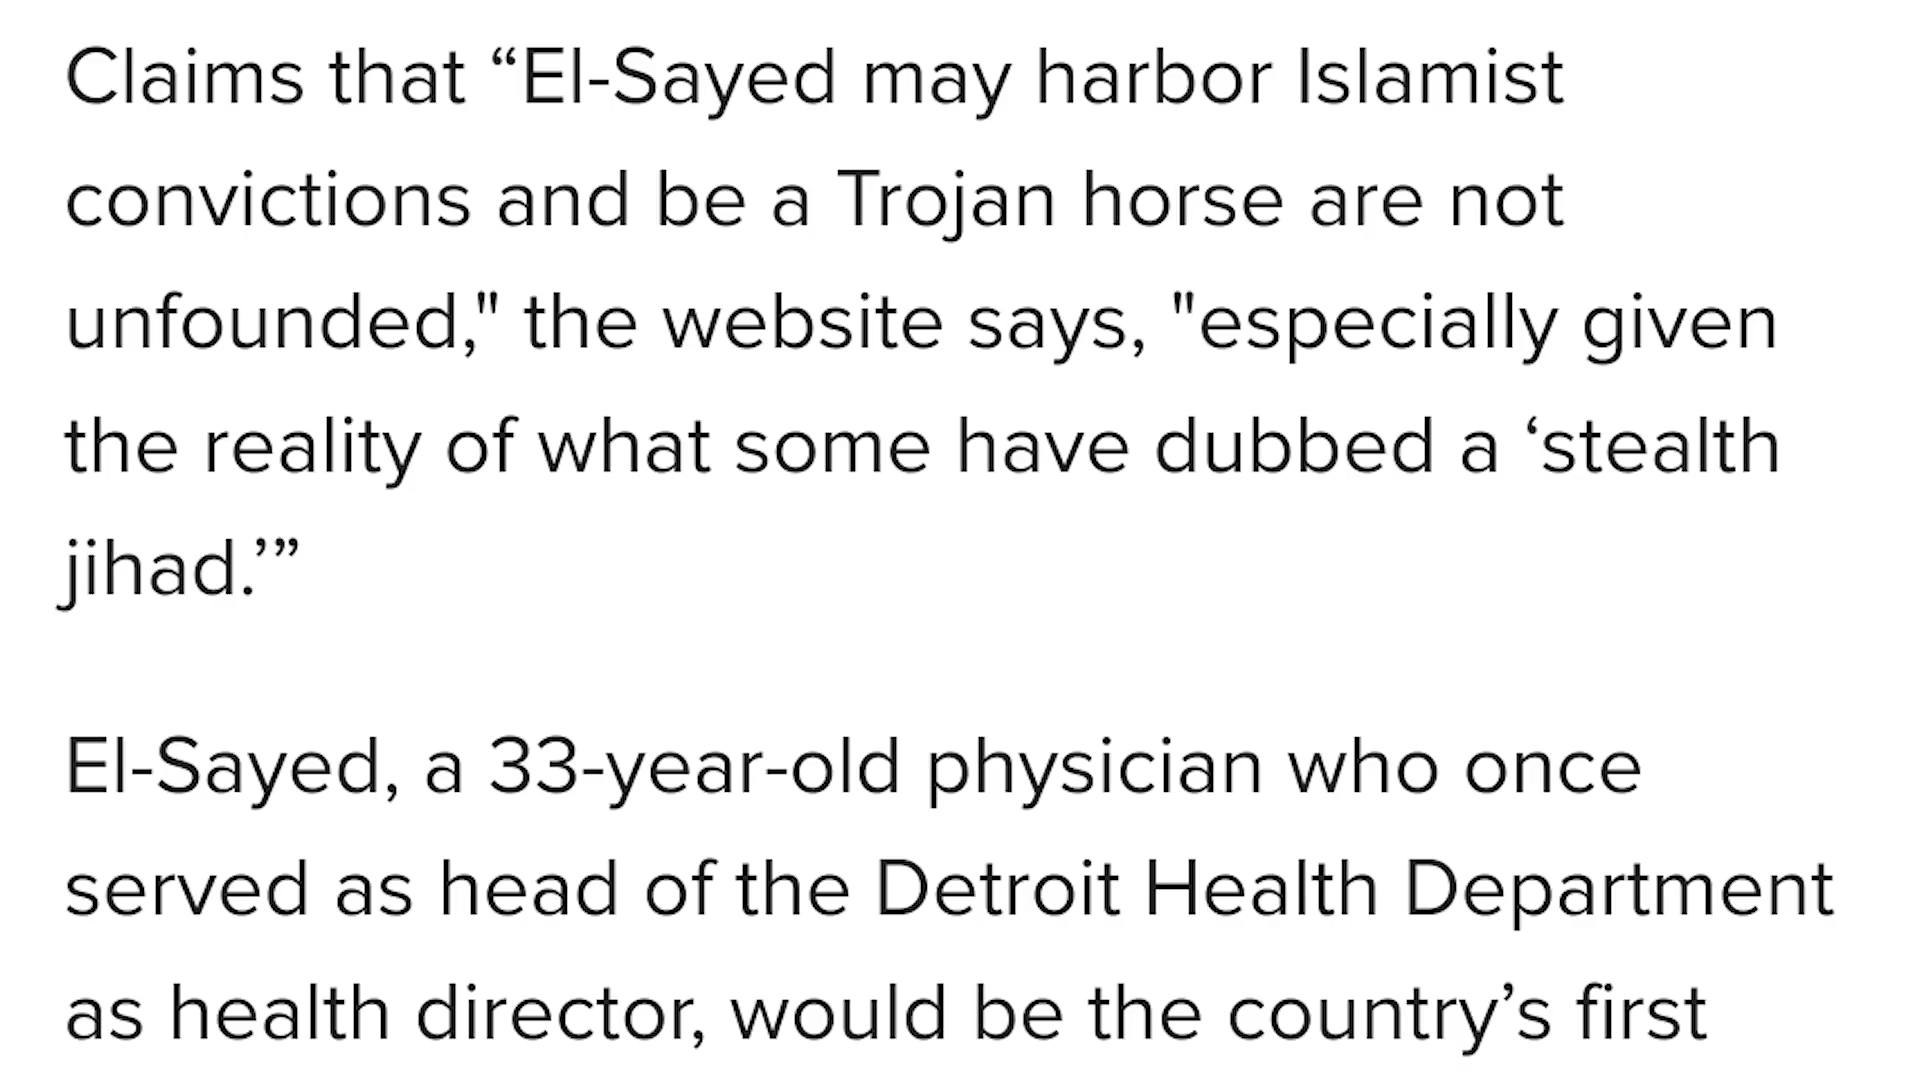 Claims that “El-Sayed may harbor Islamist
convictions and be a Trojan horse are not
unfounded," the website says, "especially given
the reality of what some have dubbed a ‘stealth
jihad.’”
El-Sayed, a 33-year-old physician who once
served as head of the Detroit Health Department
as health director, would be the country’s first